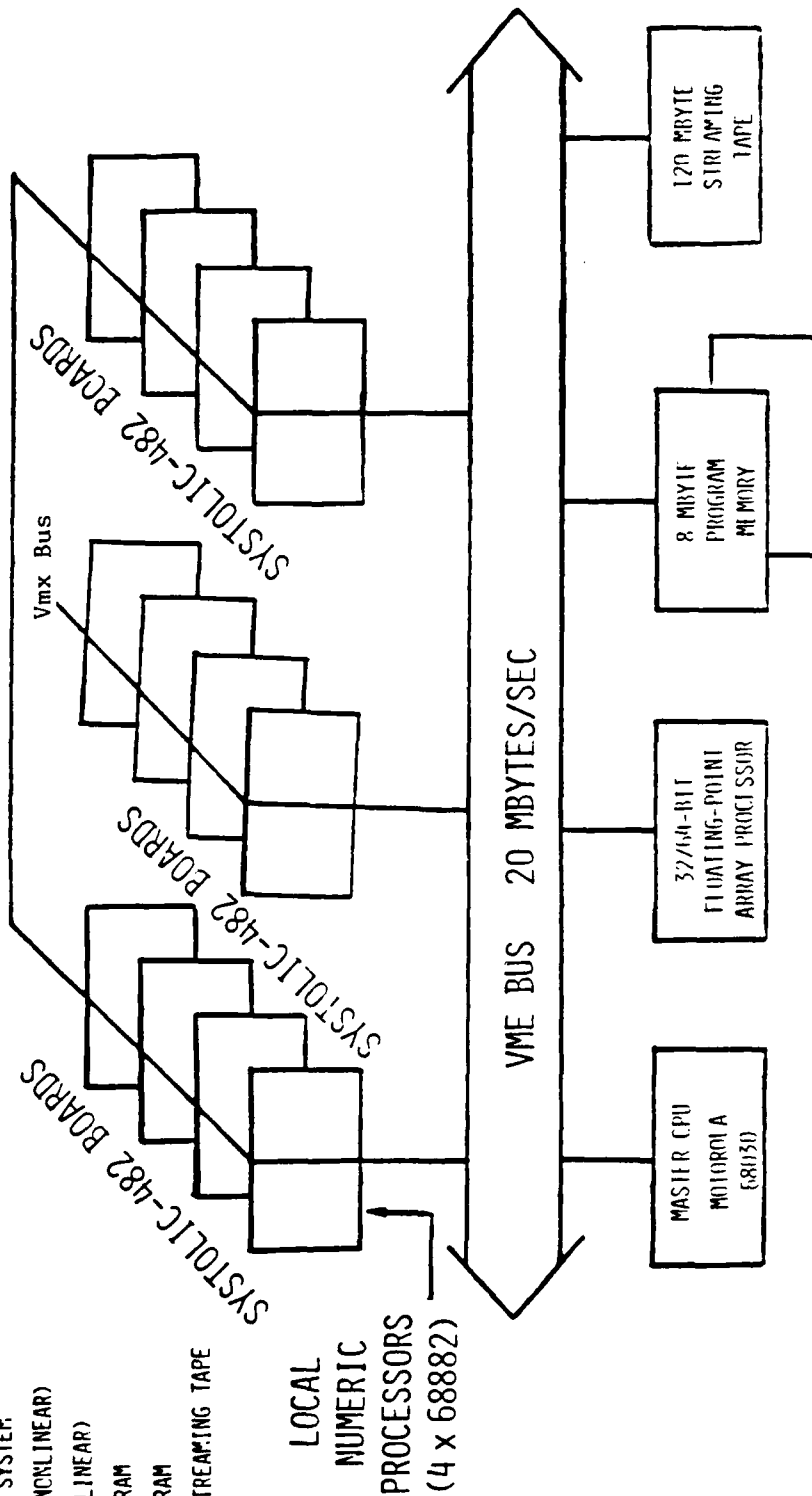 SYSTEM
NONLINEAR)
LINEAR)
RAM
RAM
TREAMING TAPE
LOCAL
NUMERIC
PROCESSORS
(4 x 68882)
SYSTOLIC-482 BOARDS
SYSTOLIC-482 BOARDS
SYSTOLIC-482 BOARDS
Vmx Bus
VME BUS 20 MBYTES/SEC
MASTER CPU
MOTOROLA
68030
32/64-BIT
FLOATING-POINT
ARRAY PROCESSOR
8 MBYTE
PROGRAM
MEMORY
120 MBYTE
STREAMING
TAPE